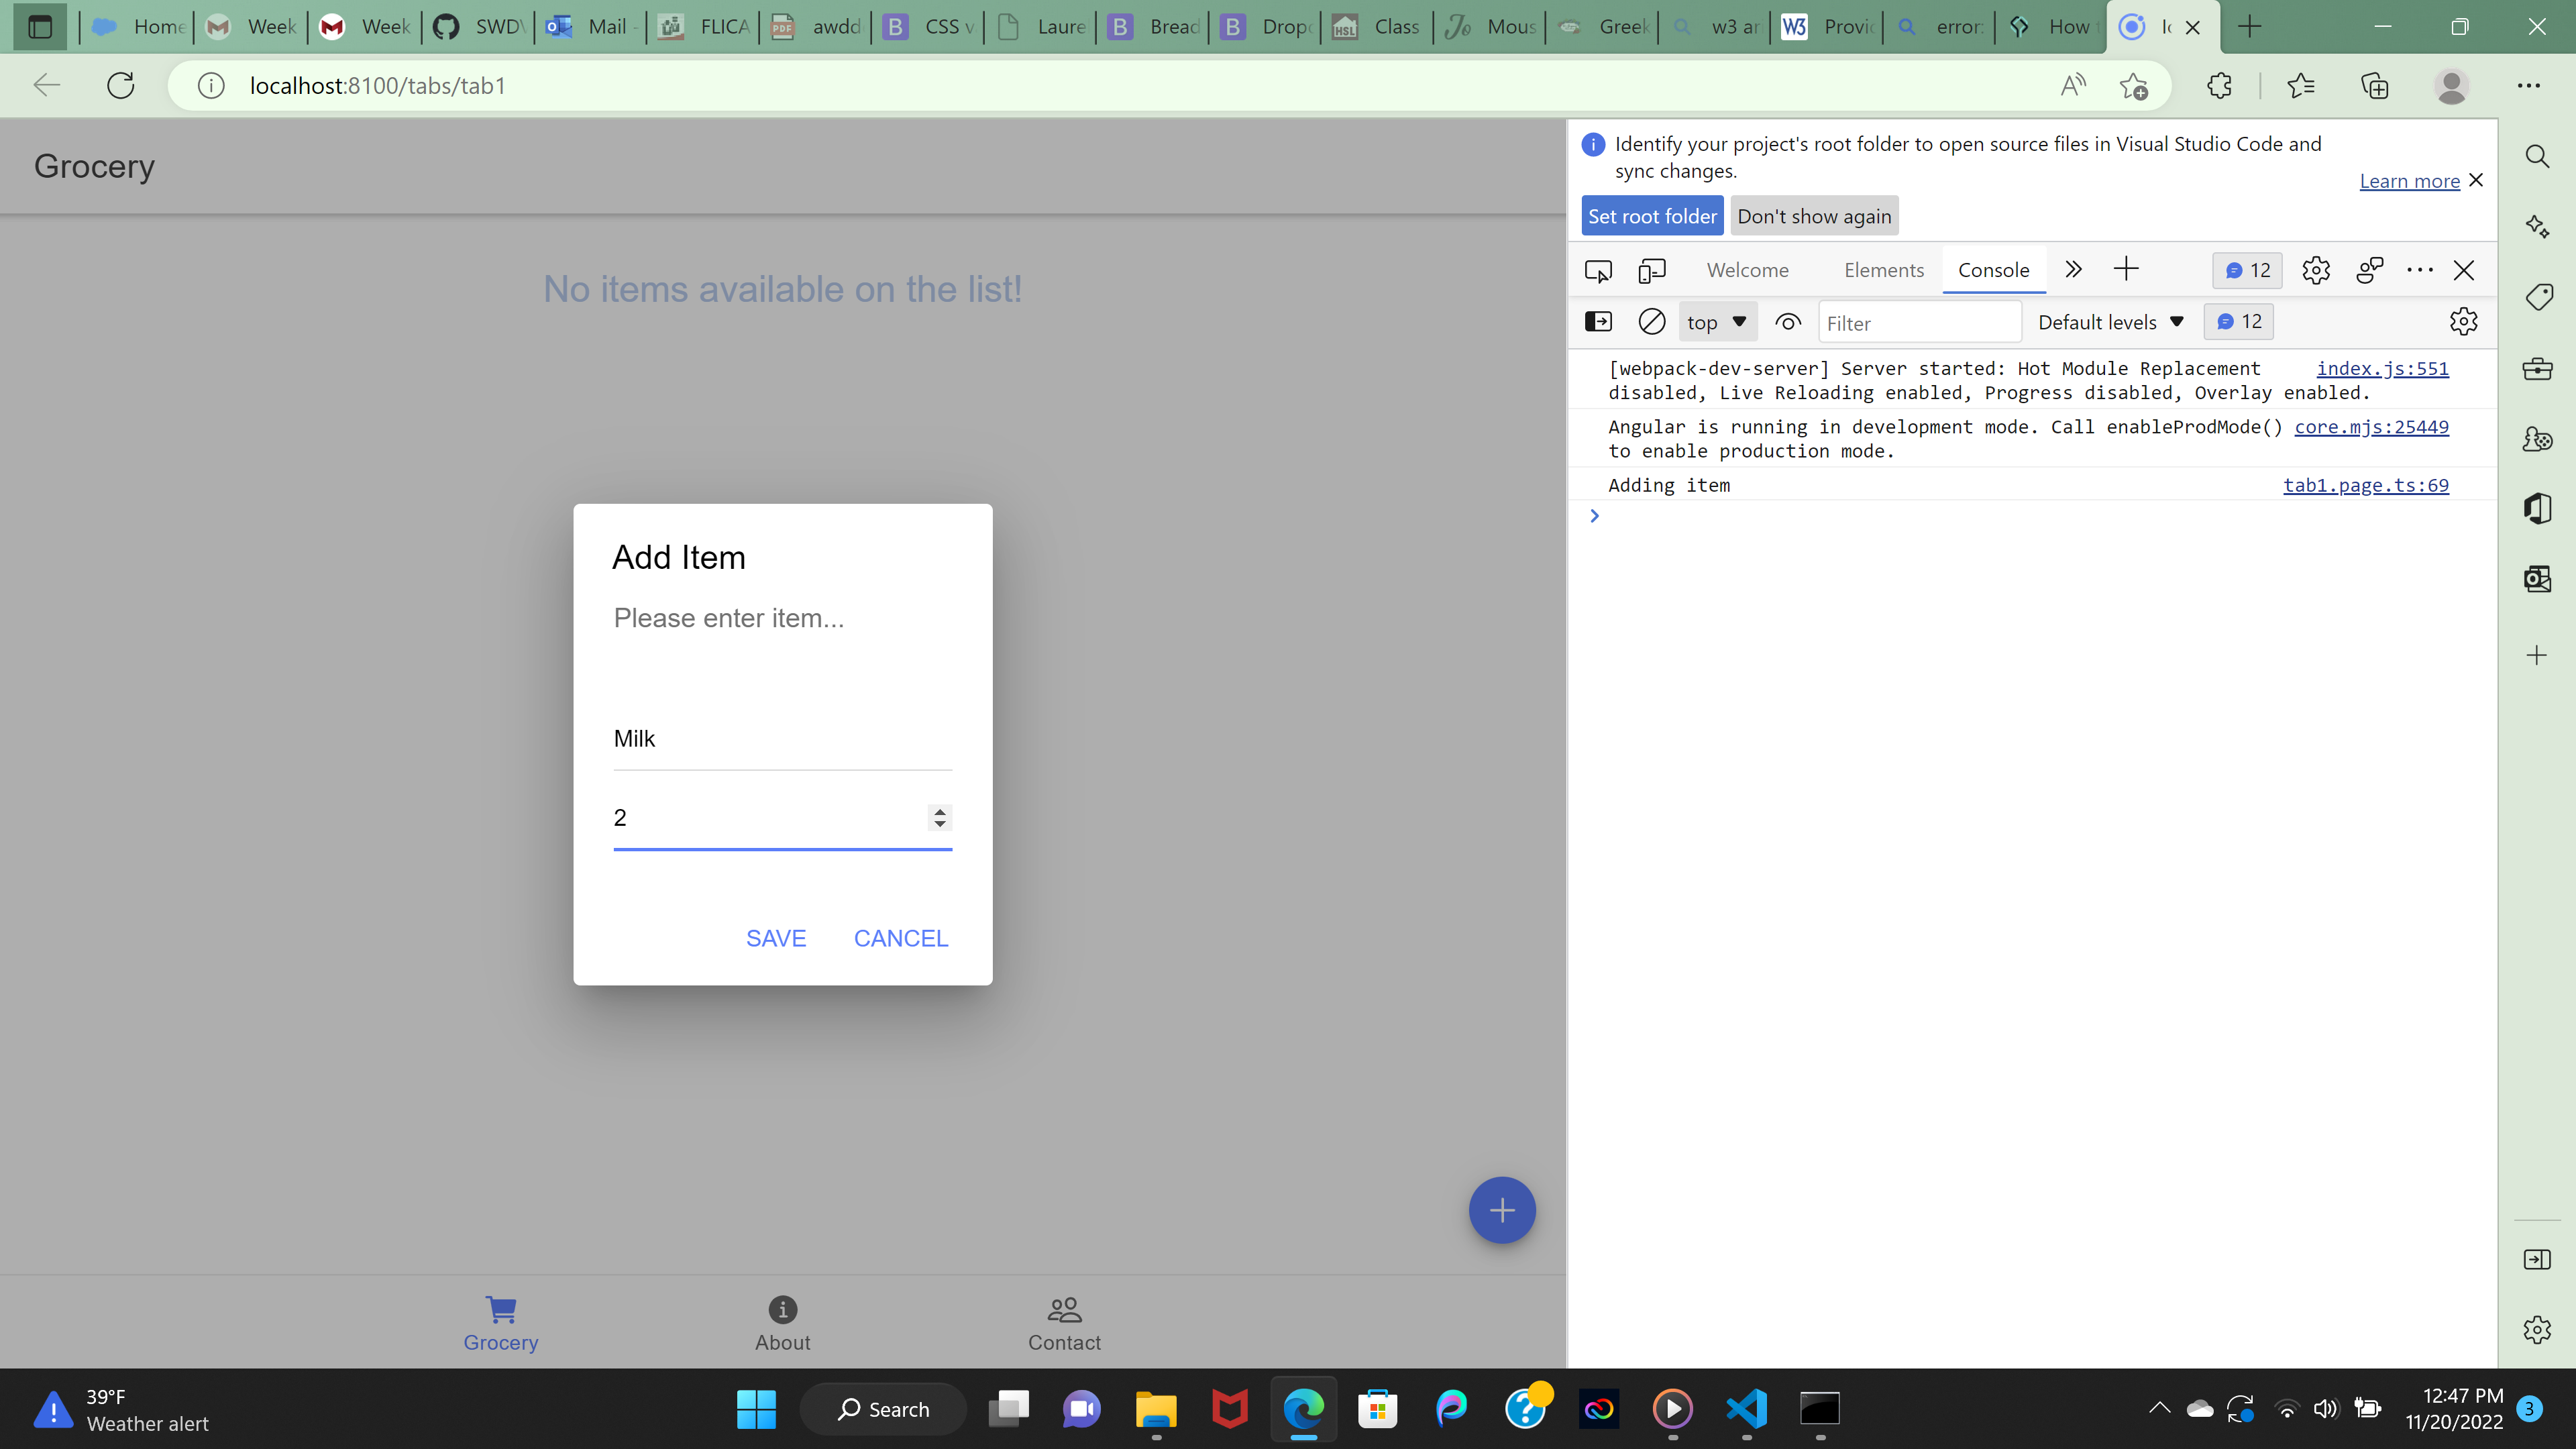 Home
Week
Week
SWDV
Mail -
FLICA
awdd
CSS v
Laure
Bread
Dropd
Class
Mous
Greek
w3 ar
Provid
error:
How t
localhost:8100/tabs/tab1
Grocery
No items available on the list!
Add Item
Please enter item...
Milk
2
SAVE
CANCEL
Grocery
About
Contact
Identify your project's root folder to open source files in Visual Studio Code and
sync changes.
Learn more
Set root folder
Don't show again
Welcome
Elements
Console
12
top
Filter
Default levels
12
[webpack-dev-server] Server started: Hot Module Replacement
index.js:551
disabled, Live Reloading enabled, Progress disabled, Overlay enabled.
Angular is running in development mode. Call enableProdMode()
core.mjs:25449
to enable production mode.
Adding item
tab1.page.ts:69
39°F
Weather alert
Search
12:47 PM
11/20/2022
3